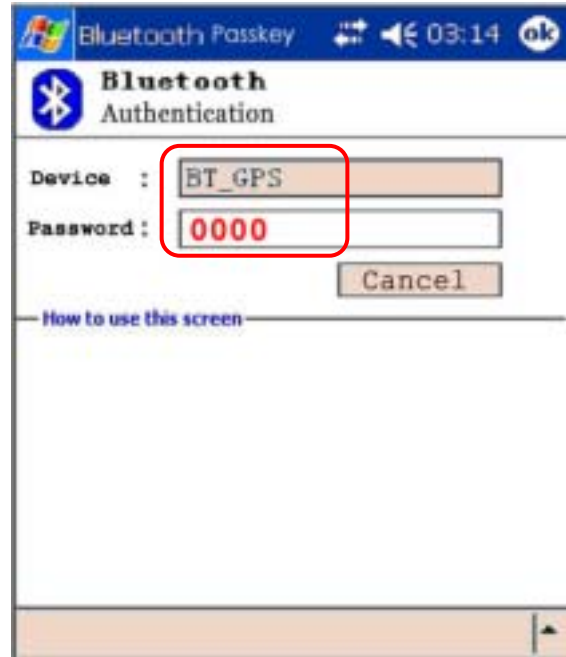 Bluetooth Passkey 03:14 ok
Bluetooth
Authentication
Device : BT_GPS
Password: 0000
Cancel
How to use this screen